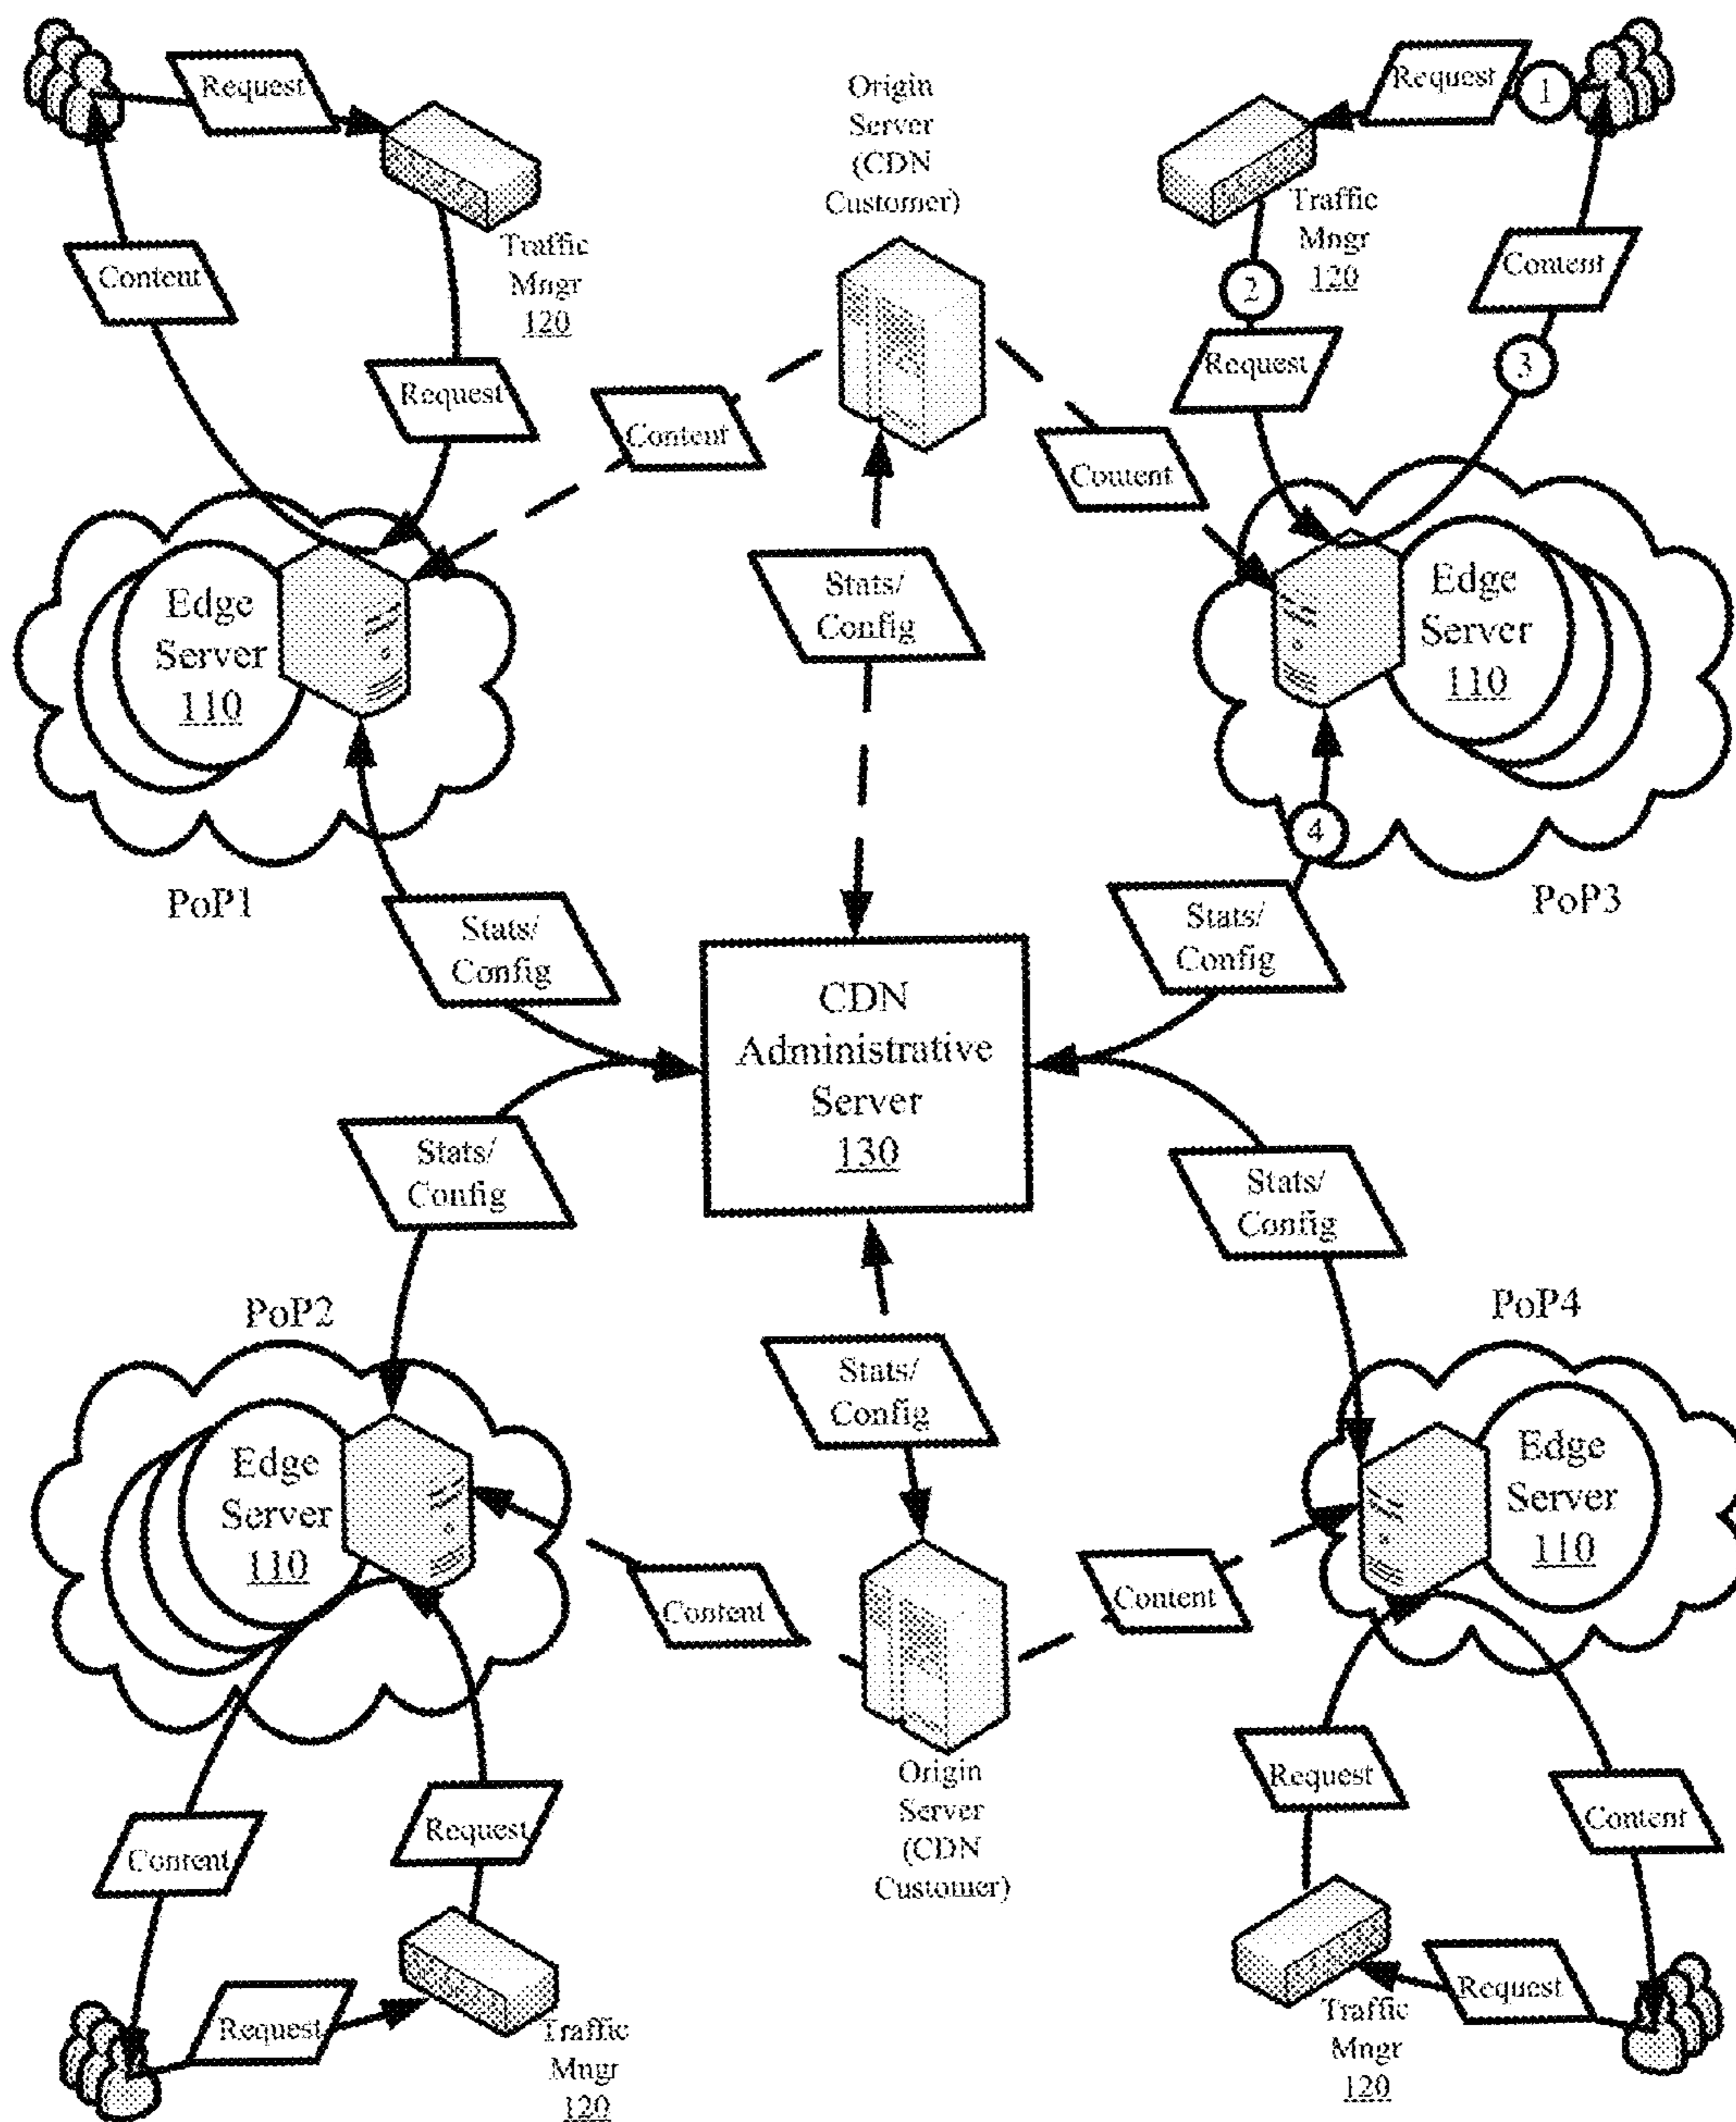 Request
Traffic
Mngr
120
Content
Request
Origin
Server
(CDN
Customer)
Request
1
Traffic
Mngr
120
2
Request
Content
3
Content
Content
Stats/
Config
Edge
Server
110
PoP1
Edge
Server
110
4
PoP3
Stats/
Config
Stats/
Config
CDN
Administrative
Server
130
Stats/
Config
Stats/
Config
PoP2
Edge
Server
110
Stats/
Config
PoP4
Edge
Server
110
Content
Content
Origin
Server
(CDN
Customer)
Content
Request
Request
Traffic
Mngr
120
Request
Content
Request
Traffic
Mngr
120